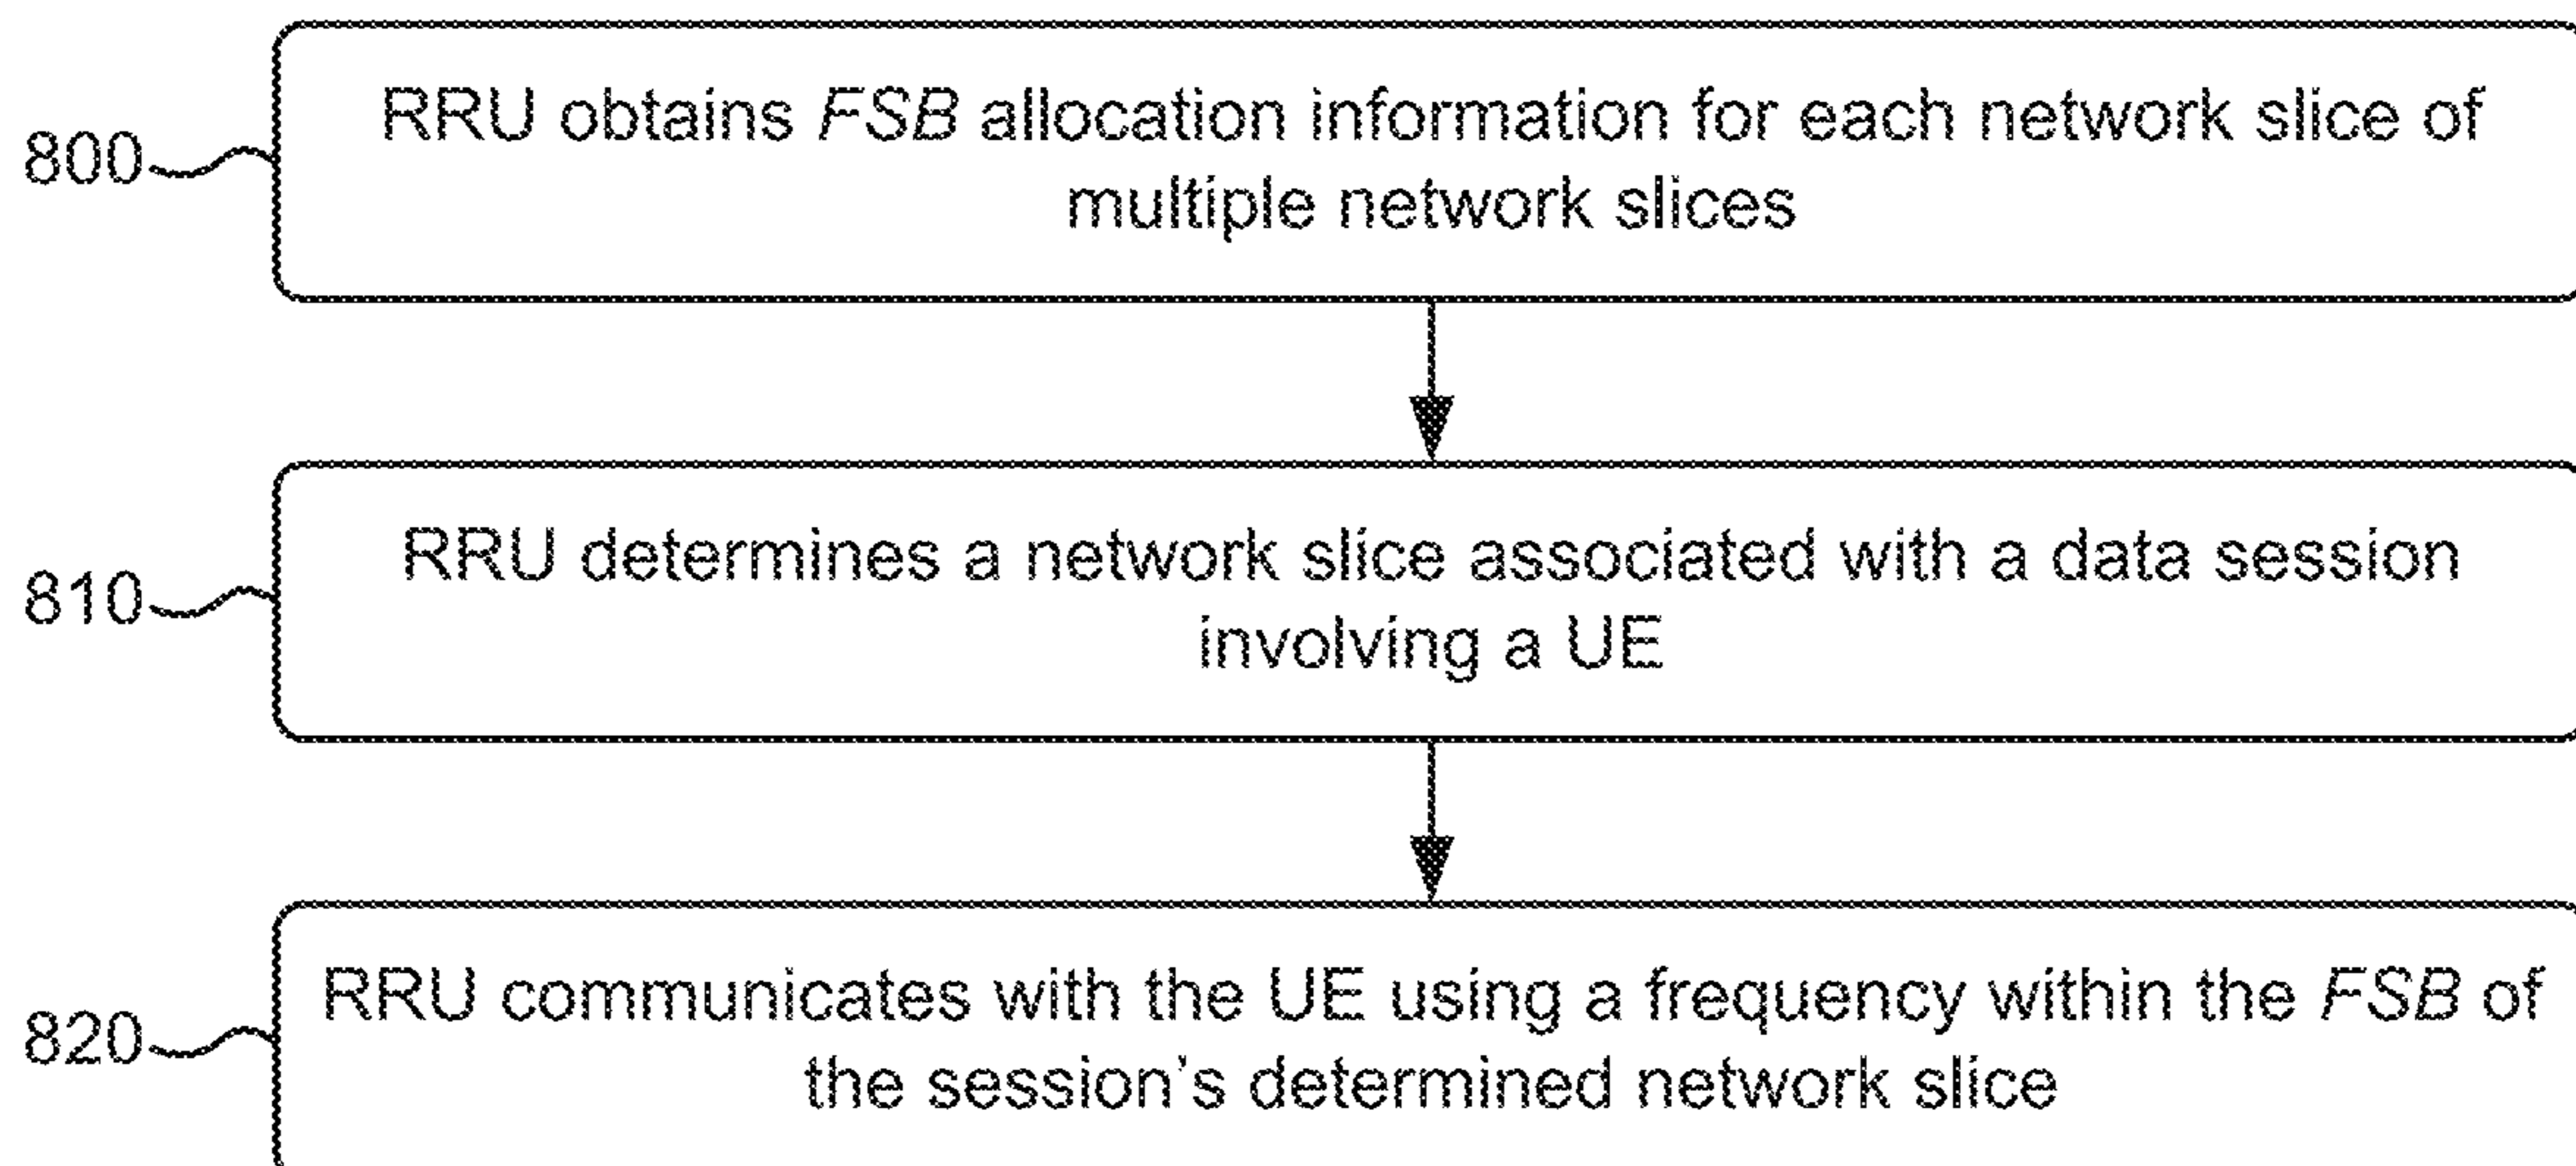 800
RRU obtains FSB allocation information for each network slice of
multiple network slices
810
RRU determines a network slice associated with a data session
involving a UE
820
RRU communicates with the UE using a frequency within the FSB of
the session's determined network slice